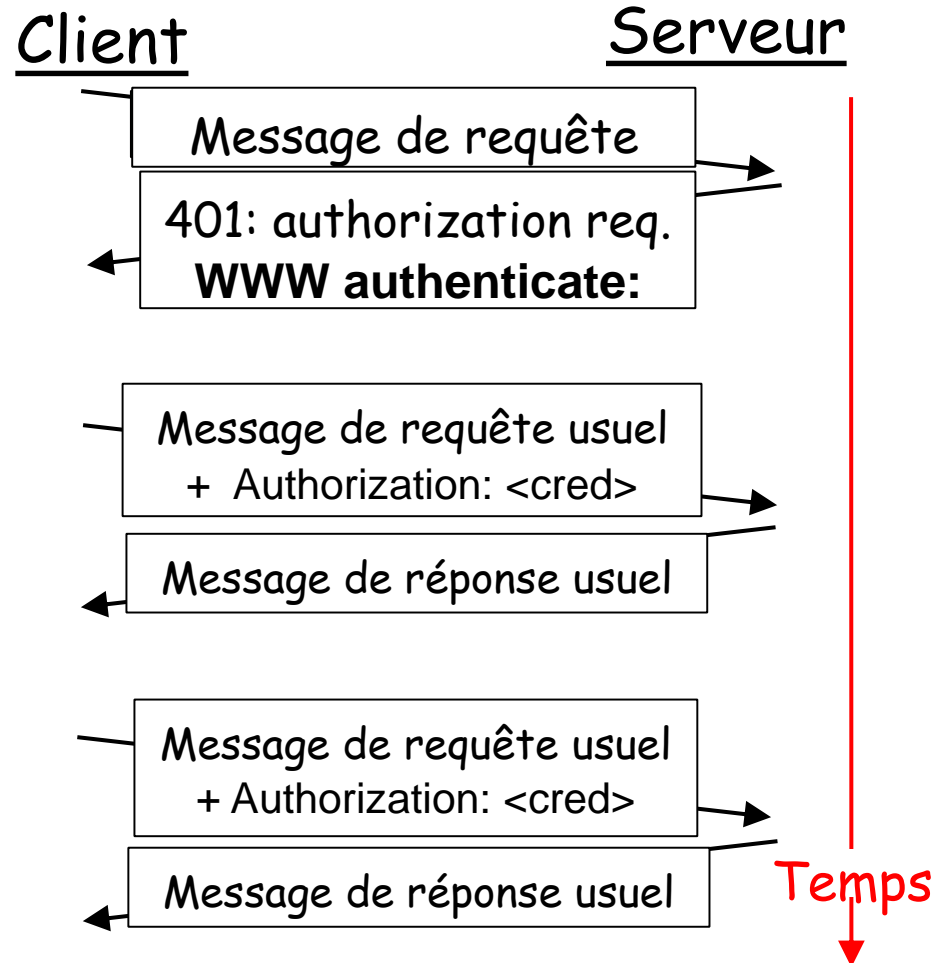 Client
Serveur
Message de requête
401: authorization req.
WWW authenticate:
Message de requête usuel
+ Authorization: <cred>
Message de réponse usuel
Message de requête usuel
+ Authorization: <cred>
Message de réponse usuel
Temps